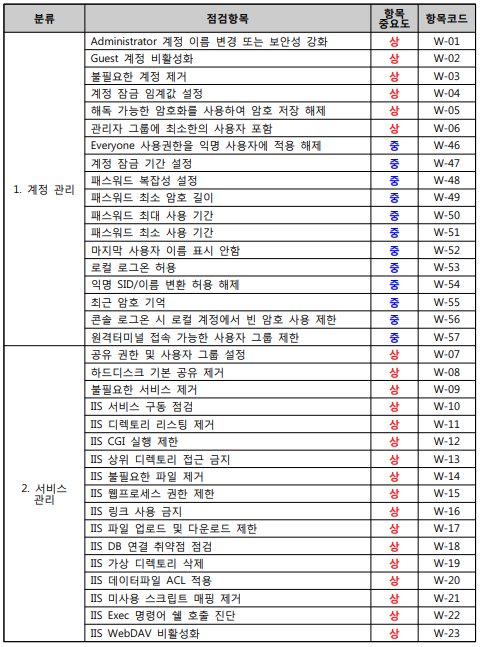 분류 점검항목 항목 중요도 항목코드
1. 계정 관리
Administrator 계정 이름 변경 또는 보안성 강화 상 W-01
Guest 계정 비활성화 상 W-02
불필요한 계정 제거 상 W-03
계정 잠금 임계값 설정 상 W-04
해독 가능한 암호화를 사용하여 암호 저장 해제 상 W-05
관리자 그룹에 최소한의 사용자 포함 상 W-06
Everyone 사용권한을 익명 사용자에 적용 해제 중 W-46
계정 잠금 기간 설정 중 W-47
패스워드 복잡성 설정 중 W-48
패스워드 최소 암호 길이 중 W-49
패스워드 최대 사용 기간 중 W-50
패스워드 최소 사용 기간 중 W-51
마지막 사용자 이름 표시 안함 중 W-52
로컬 로그온 허용 중 W-53
익명 SID/이름 변환 허용 해제 중 W-54
최근 암호 기억 중 W-55
콘솔 로그온 시 로컬 계정에서 빈 암호 사용 제한 중 W-56
원격터미널 접속 가능한 사용자 그룹 제한 중 W-57
2. 서비스
관리
공유 권한 및 사용자 그룹 설정 상 W-07
하드디스크 기본 공유 제거 상 W-08
불필요한 서비스 제거 상 W-09
IIS 서비스 구동 점검 상 W-10
IIS 디렉토리 리스팅 제거 상 W-11
IIS CGI 실행 제한 상 W-12
IIS 상위 디렉토리 접근 금지 상 W-13
IIS 불필요한 파일 제거 상 W-14
IIS 웹프로세스 권한 제한 상 W-15
IIS 링크 사용 금지 상 W-16
IIS 파일 업로드 및 다운로드 제한 상 W-17
IIS DB 연결 취약점 점검 상 W-18
IIS 가상 디렉토리 삭제 상 W-19
IIS 데이터파일 ACL 적용 상 W-20
IIS 미사용 스크립트 매핑 제거 상 W-21
IIS Exec 명령어 쉘 호출 진단 상 W-22
IIS WebDAV 비활성화 상 W-23